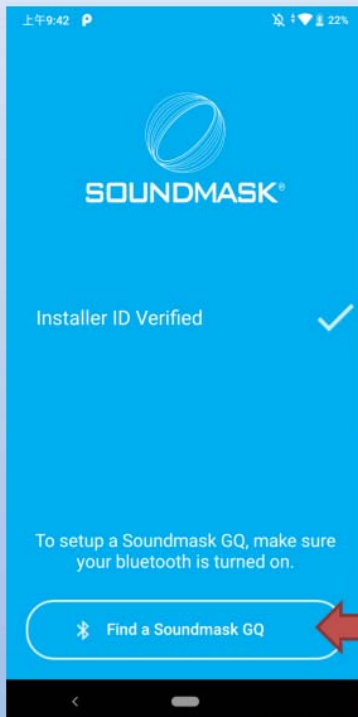 上午9:42
22%
SOUNDMASK®
Installer ID Verified
To setup a Soundmask GQ, make sure
your bluetooth is turned on.
Find a Soundmask GQ